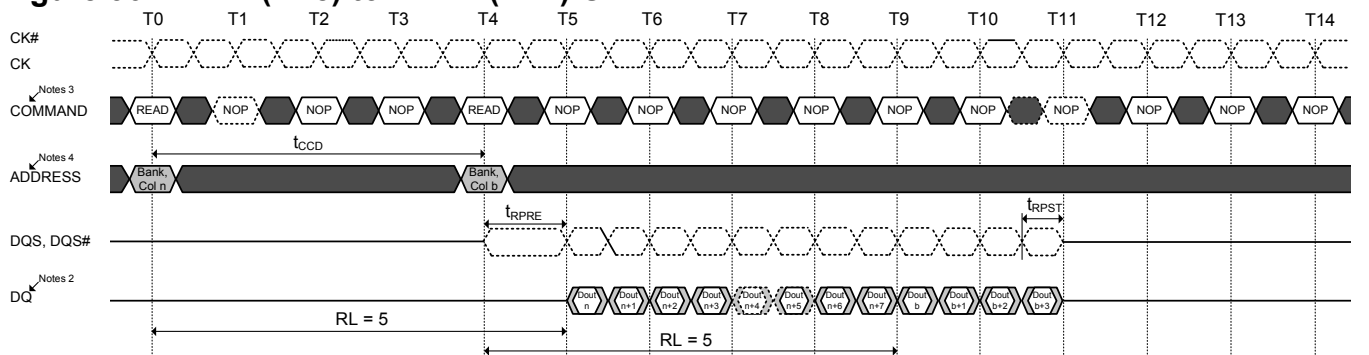 T0 T1 T2 T3 T4 T5 T6 T7 T8 T9 T10 T11 T12 T13 T14
CK#
CK
Notes 3
COMMAND READ NOP NOP NOP READ NOP NOP NOP NOP NOP NOP NOP NOP NOP NOP
tCCD
Notes 4
ADDRESS
Bank, Col n
Bank, Col b
tRPRE
tRPST
DQS, DQS#
Notes 2
DQ
Dout n
Dout n+1
Dout n+2
Dout n+3
Dout n+4
Dout n+5
Dout n+6
Dout n+7
Dout b
Dout b+1
Dout b+2
Dout b+3
RL = 5
RL = 5